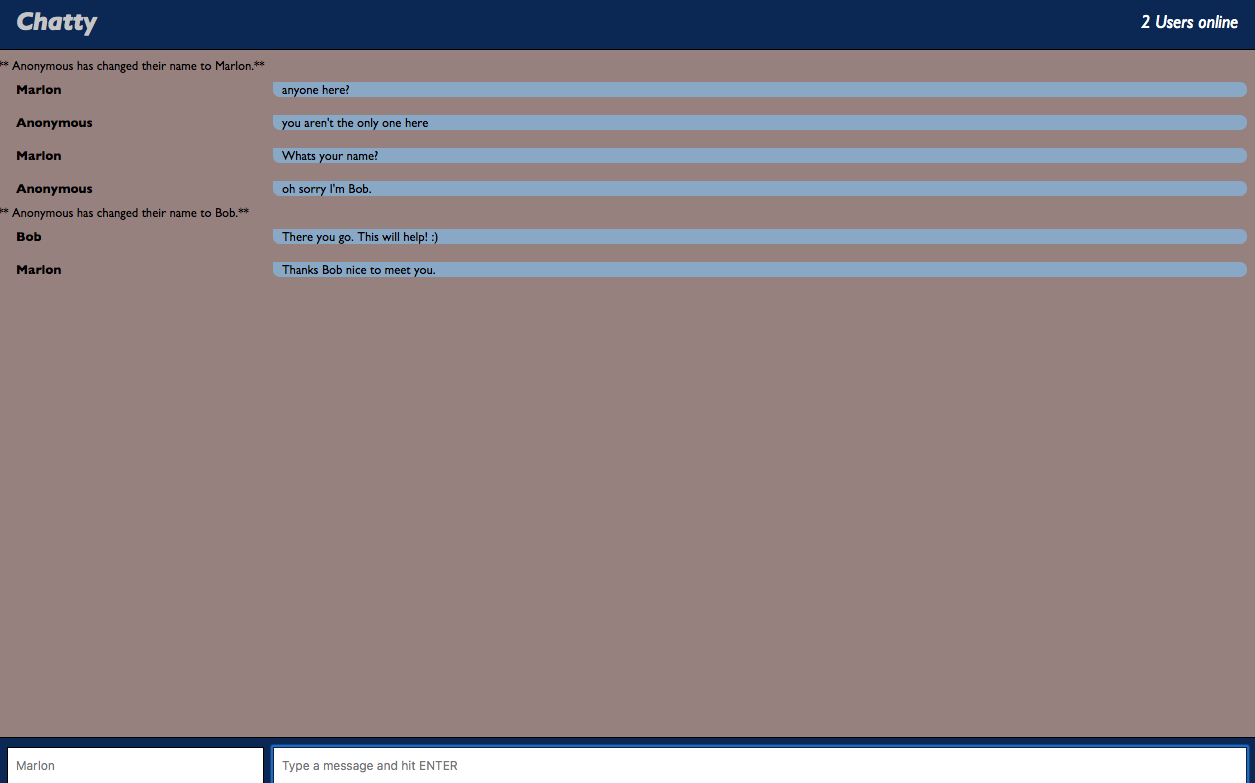 Chatty
2 Users online
** Anonymous has changed their name to Marlon.**
Marlon anyone here?
Anonymous you aren't the only one here
Marlon Whats your name?
Anonymous oh sorry I'm Bob.
** Anonymous has changed their name to Bob.**
Bob There you go. This will help! :)
Marlon Thanks Bob nice to meet you.
Marlon Type a message and hit ENTER